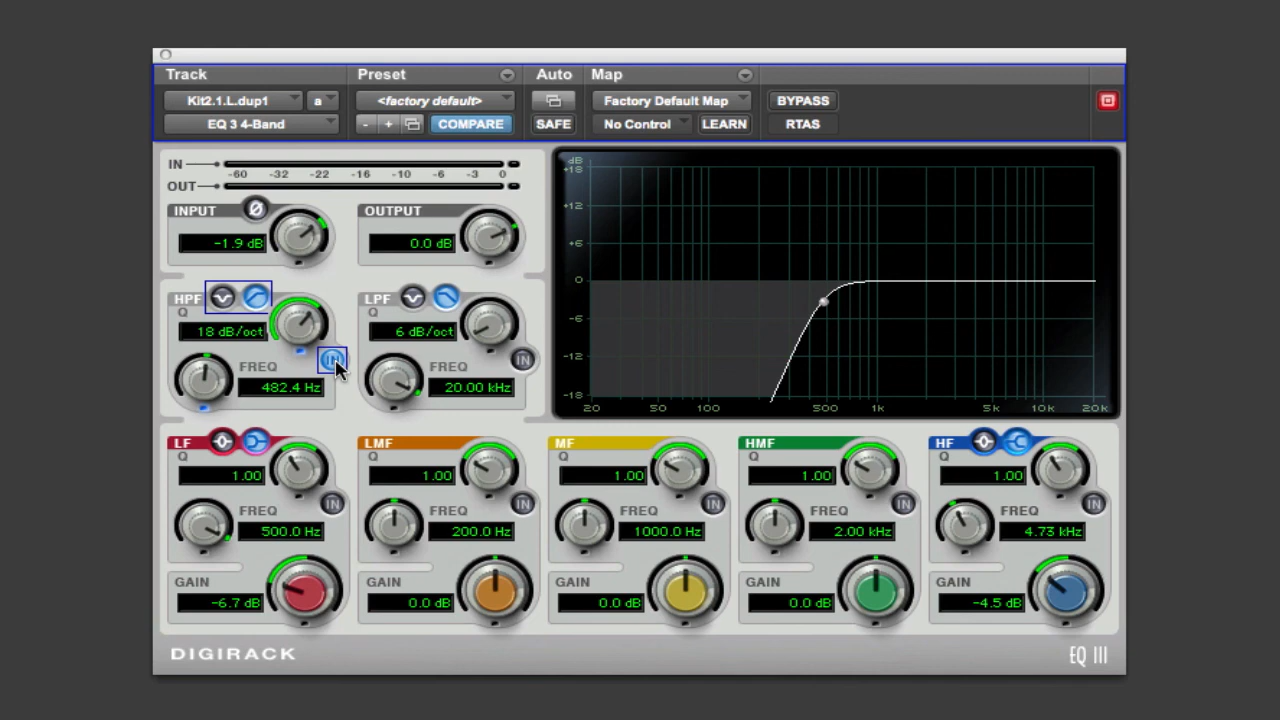 Track Preset Auto Map
Kit2.1.L.dup1 a <factory default> Factory Default Map BYPASS
EQ 3 4-Band - + COMPARE SAFE No Control LEARN RTAS
IN
-60 -32 -22 -16 -10 -6 -3 0
OUT
INPUT Ø OUTPUT
-1.9 dB 0.0 dB
HPF LPF
Q Q
18 dB/oct 6 dB/oct
IN IN
FREQ FREQ
482.4 Hz 20.00 kHz
dB
+18
+12
+6
0
-6
-12
-18
20 50 100 500 1k 5k 10k 20k
LF LMF MF HMF HF
Q Q Q Q Q
1.00 1.00 1.00 1.00 1.00
IN IN IN IN IN
FREQ FREQ FREQ FREQ FREQ
500.0 Hz 200.0 Hz 1000.0 Hz 2.00 kHz 4.73 kHz
GAIN GAIN GAIN GAIN GAIN
-6.7 dB 0.0 dB 0.0 dB 0.0 dB -4.5 dB
DIGIRACK EQ III